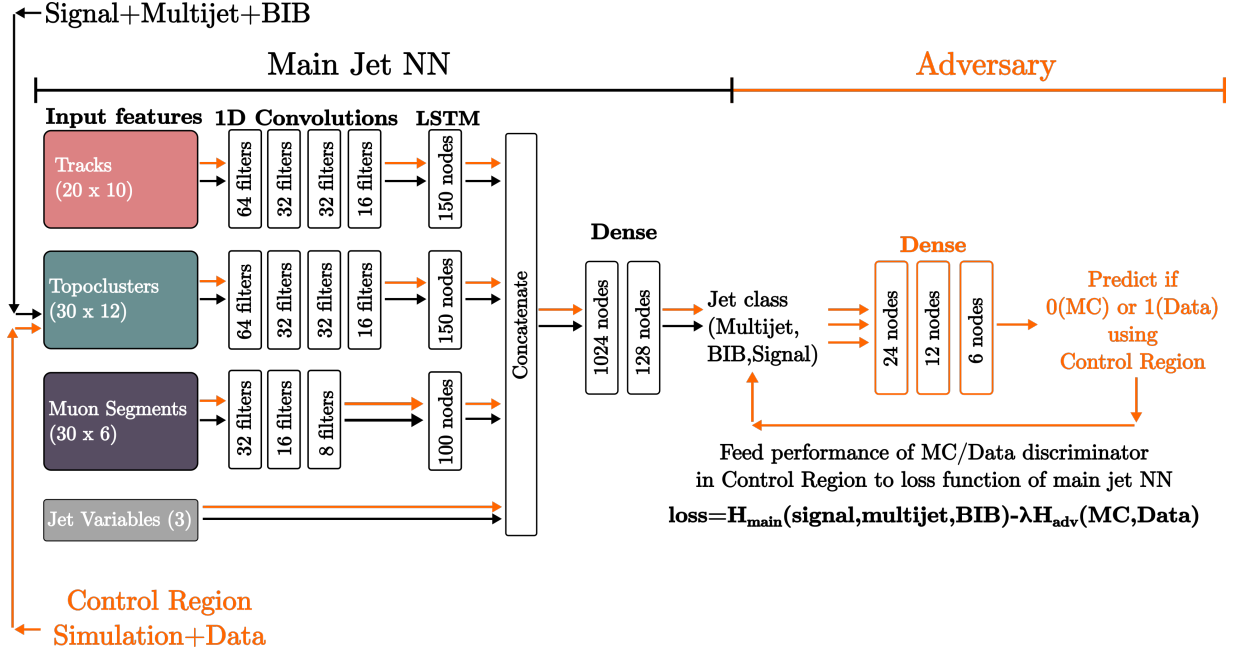 Signal+Multijet+BIB
Main Jet NN
Adversary
Input features
1D Convolutions
LSTM
Tracks
(20 x 10)
64 filters
32 filters
32 filters
16 filters
150 nodes
Topoclusters
(30 x 12)
64 filters
32 filters
32 filters
16 filters
150 nodes
Muon Segments
(30 x 6)
32 filters
16 filters
8 filters
100 nodes
Jet Variables (3)
Concatenate
Dense
1024 nodes
128 nodes
Jet class
(Multijet,
BIB,Signal)
Dense
24 nodes
12 nodes
6 nodes
Predict if
0(MC) or 1(Data)
using
Control Region
Feed performance of MC/Data discriminator
in Control Region to loss function of main jet NN
loss=Hmain(signal,multijet,BIB)-λHadv(MC,Data)
Control Region
Simulation+Data